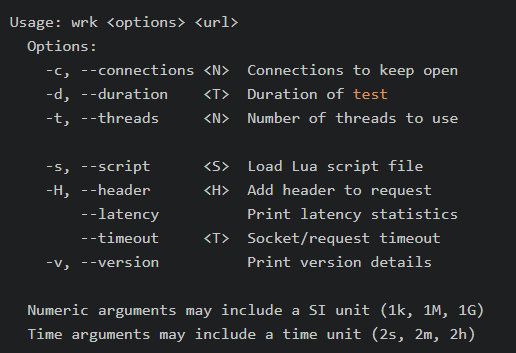 Usage: wrk <options> <url>
  Options:
    -c, --connections <N>  Connections to keep open
    -d, --duration    <T>  Duration of test
    -t, --threads     <N>  Number of threads to use

    -s, --script      <S>  Load Lua script file
    -H, --header      <H>  Add header to request
        --latency          Print latency statistics
        --timeout     <T>  Socket/request timeout
    -v, --version          Print version details

  Numeric arguments may include a SI unit (1k, 1M, 1G)
  Time arguments may include a time unit (2s, 2m, 2h)